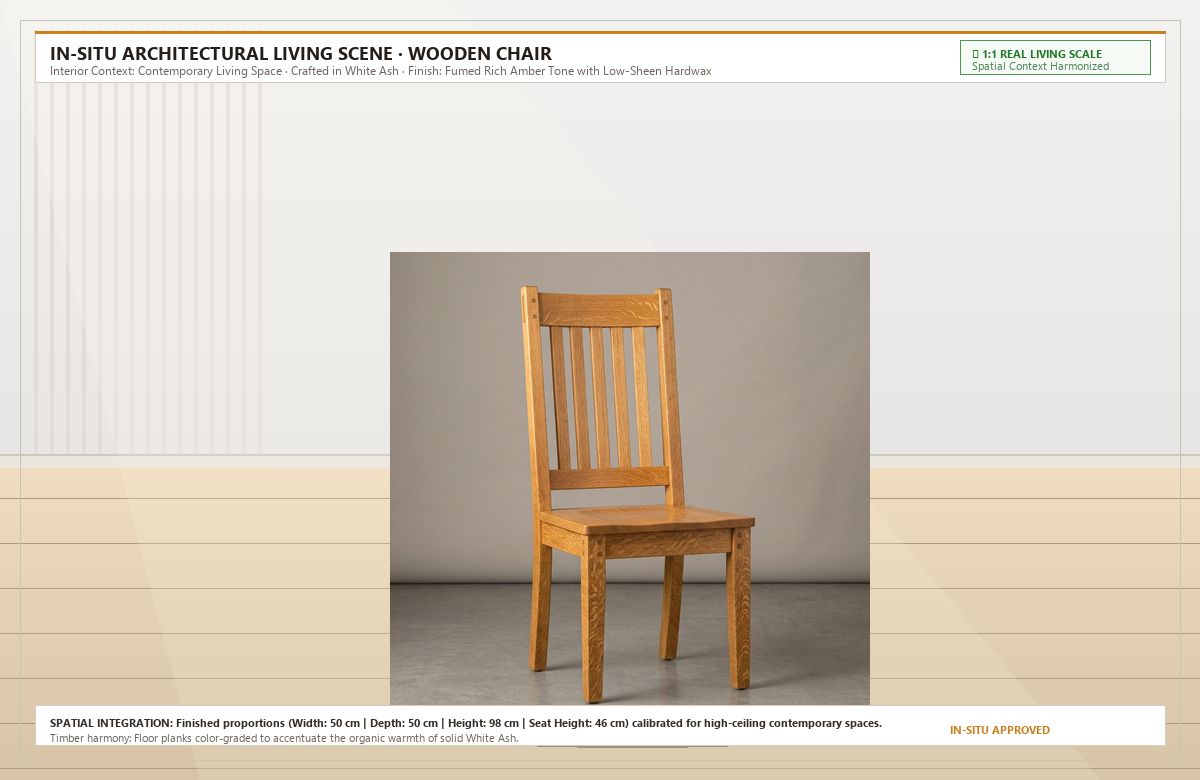 IN-SITU ARCHITECTURAL LIVING SCENE · WOODEN CHAIR
Interior Context: Contemporary Living Space · Crafted in White Ash · Finish: Fumed Rich Amber Tone with Low-Sheen Hardwax
1:1 REAL LIVING SCALE
Spatial Context Harmonized
SPATIAL INTEGRATION: Finished proportions (Width: 50 cm | Depth: 50 cm | Height: 98 cm | Seat Height: 46 cm) calibrated for high-ceiling contemporary spaces.
Timber harmony: Floor planks color-graded to accentuate the organic warmth of solid White Ash.
IN-SITU APPROVED